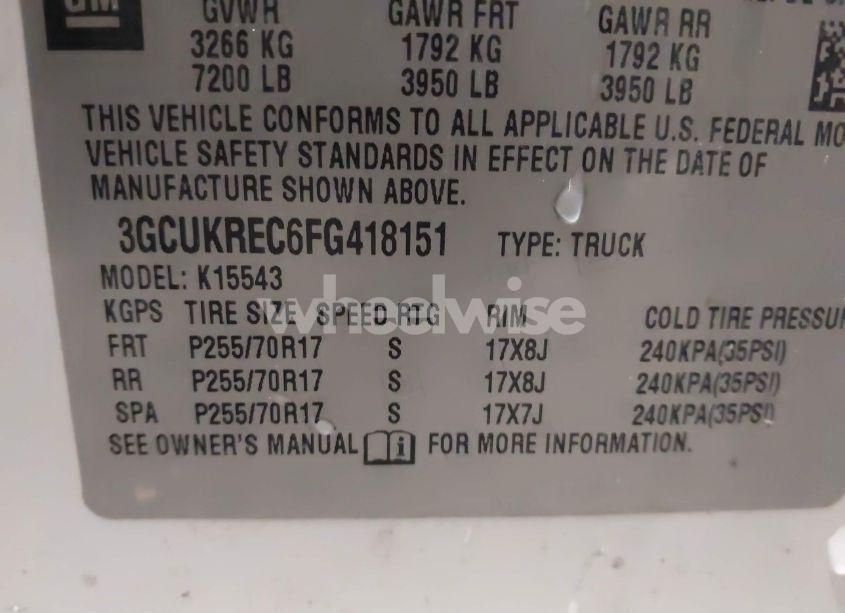 GM
GVWR GAWR FRT GAWR RR
3266 KG 1792 KG 1792 KG
7200 LB 3950 LB 3950 LB
THIS VEHICLE CONFORMS TO ALL APPLICABLE U.S. FEDERAL MO
VEHICLE SAFETY STANDARDS IN EFFECT ON THE DATE OF
MANUFACTURE SHOWN ABOVE.
3GCUKREC6FG418151 TYPE: TRUCK
MODEL: K15543
wheelwise
KGPS TIRE SIZE SPEED RTG RIM COLD TIRE PRESSUR
FRT P255/70R17 S 17X8J 240KPA(35PSI)
RR P255/70R17 S 17X8J 240KPA(35PSI)
SPA P255/70R17 S 17X7J 240KPA(35PSI)
SEE OWNER'S MANUAL i FOR MORE INFORMATION.